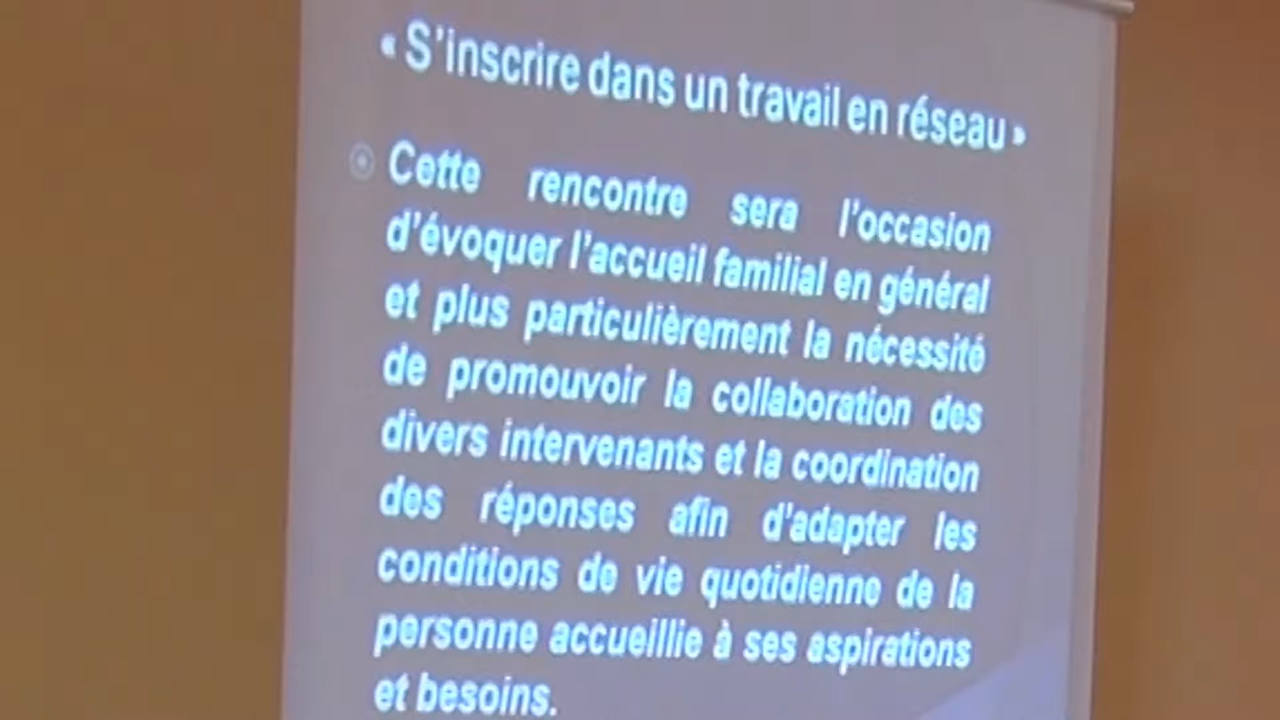 « S'inscrire dans un travail en réseau »
Cette rencontre sera l'occasion
d'évoquer l'accueil familial en général
et plus particulièrement la nécessité
de promouvoir la collaboration des
divers intervenants et la coordination
des réponses afin d'adapter les
conditions de vie quotidienne de la
personne accueillie à ses aspirations
et besoins.